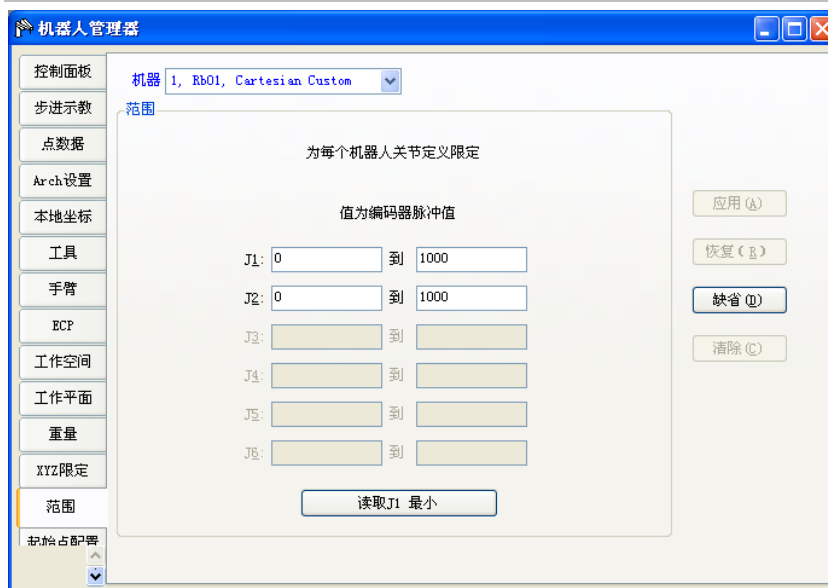 机器人管理器
控制面板
步进示教
点数据
Arch设置
本地坐标
工具
手臂
ECP
工作空间
工作平面
重量
XYZ限定
范围
起始点配置
机器 1, Rb01, Cartesian Custom
范围
为每个机器人关节定义限定
值为编码器脉冲值
J1: 0 到 1000
J2: 0 到 1000
J3: 到
J4: 到
J5: 到
J6: 到
读取J1 最小
应用(A)
恢复(R)
缺省(D)
清除(C)